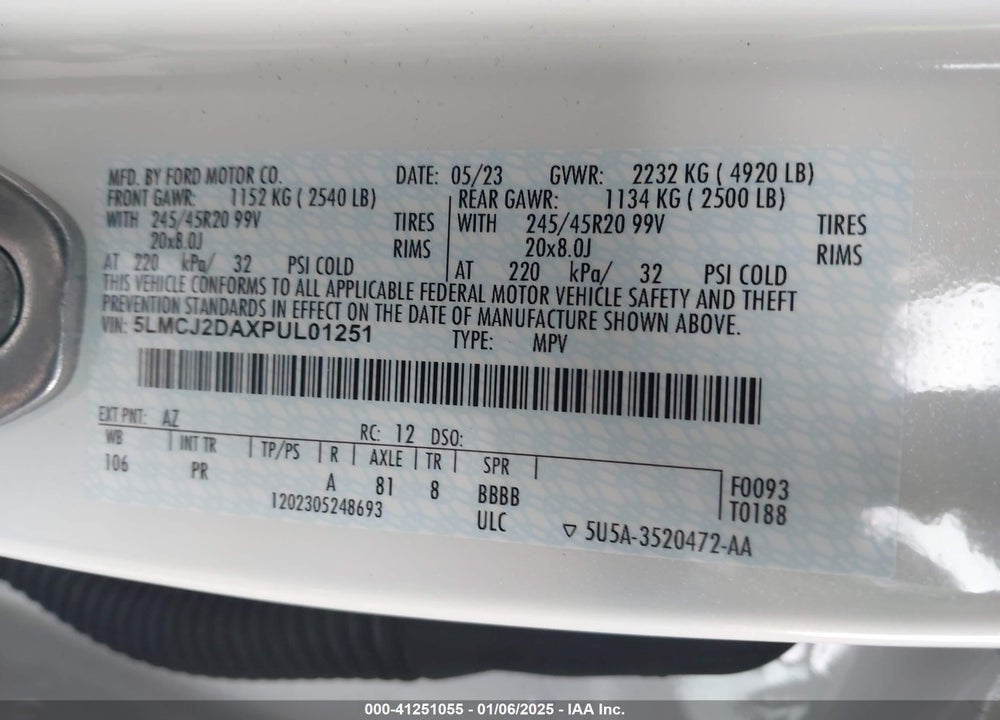 MFD. BY FORD MOTOR CO. DATE: 05/23 GVWR: 2232 KG ( 4920 LB)
FRONT GAWR: 1152 KG ( 2540 LB) REAR GAWR: 1134 KG ( 2500 LB)
WITH 245/45R20 99V TIRES WITH 245/45R20 99V TIRES
20x8.0J RIMS 20x8.0J RIMS
AT 220 kPa/ 32 PSI COLD AT 220 kPa/ 32 PSI COLD
THIS VEHICLE CONFORMS TO ALL APPLICABLE FEDERAL MOTOR VEHICLE SAFETY AND THEFT
PREVENTION STANDARDS IN EFFECT ON THE DATE OF MANUFACTURE SHOWN ABOVE.
VIN: 5LMCJ2DAXPUL01251 TYPE: MPV
EXT PNT: AZ RC: 12 DSO:
WB INT TR TP/PS R AXLE TR SPR F0093
106 PR A 81 8 BBBB T0188
1202305248693 ULC ▽ 5U5A-3520472-AA
000-41251055 - 01/06/2025 - IAA Inc.